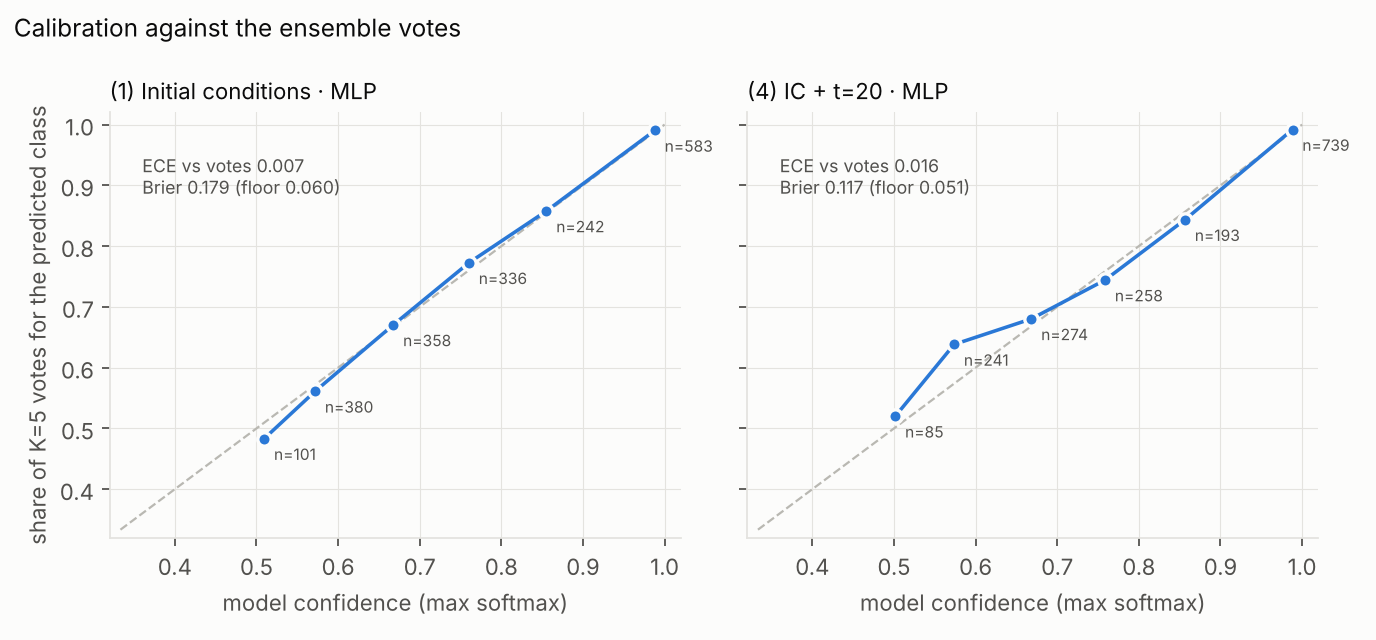 Calibration against the ensemble votes
(1) Initial conditions · MLP
share of K=5 votes for the predicted class
1.0
0.9
0.8
0.7
0.6
0.5
0.4
ECE vs votes 0.007
Brier 0.179 (floor 0.060)
n=583
n=242
n=336
n=358
n=380
n=101
0.4 0.5 0.6 0.7 0.8 0.9 1.0
model confidence (max softmax)
(4) IC + t=20 · MLP
ECE vs votes 0.016
Brier 0.117 (floor 0.051)
n=739
n=193
n=258
n=274
n=241
n=85
0.4 0.5 0.6 0.7 0.8 0.9 1.0
model confidence (max softmax)